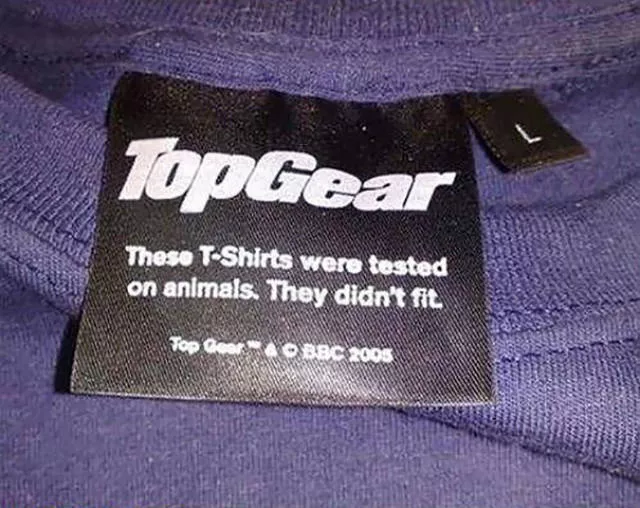 TopGear
L
These T-Shirts were tested
on animals. They didn't fit.
Top Gear™ & © BBC 2005